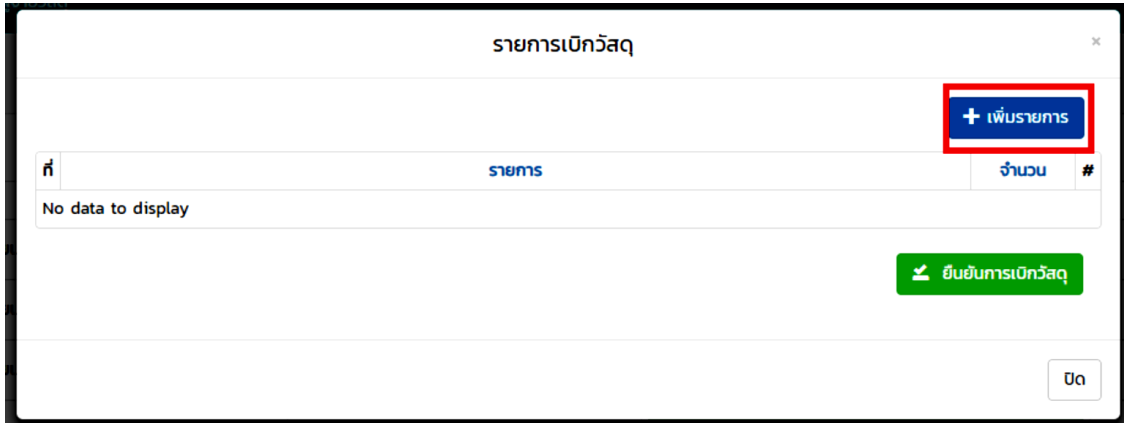 รายการเบิกวัสดุ ×
+ เพิ่มรายการ
ที่ รายการ จำนวน #
No data to display
ยืนยันการเบิกวัสดุ
ปิด